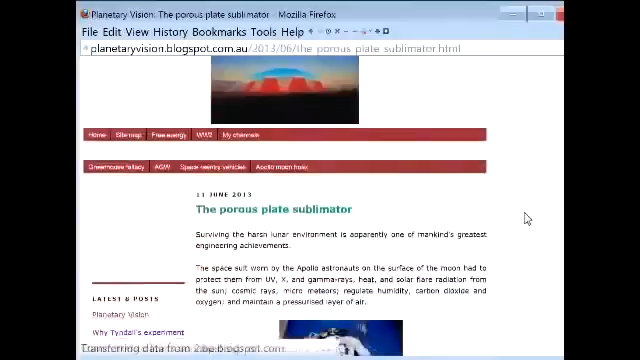 Planetary Vision: The porous plate sublimator - Mozilla Firefox
File Edit View History Bookmarks Tools Help
planetaryvision.blogspot.com.au/2013/06/the-porous-plate-sublimator.html
Home Sitemap Free energy WW2 My channels
Greenhouse fallacy AGW Space reentry vehicles Apollo moon hoax
11 JUNE 2013
The porous plate sublimator
Surviving the harsh lunar environment is apparently one of mankind's greatest
engineering achievements.
The space suit worn by the Apollo astronauts on the surface of the moon had to
protect them from UV, X, and gamma-rays, heat, and solar flare radiation from
the sun; cosmic rays, micro meteors; regulate humidity, carbon dioxide and
oxygen; and maintain a pressurised layer of air.
LATEST & POSTS
Planetary Vision
Why Tyndall's experiment
Transferring data from 2.bp.blogspot.com